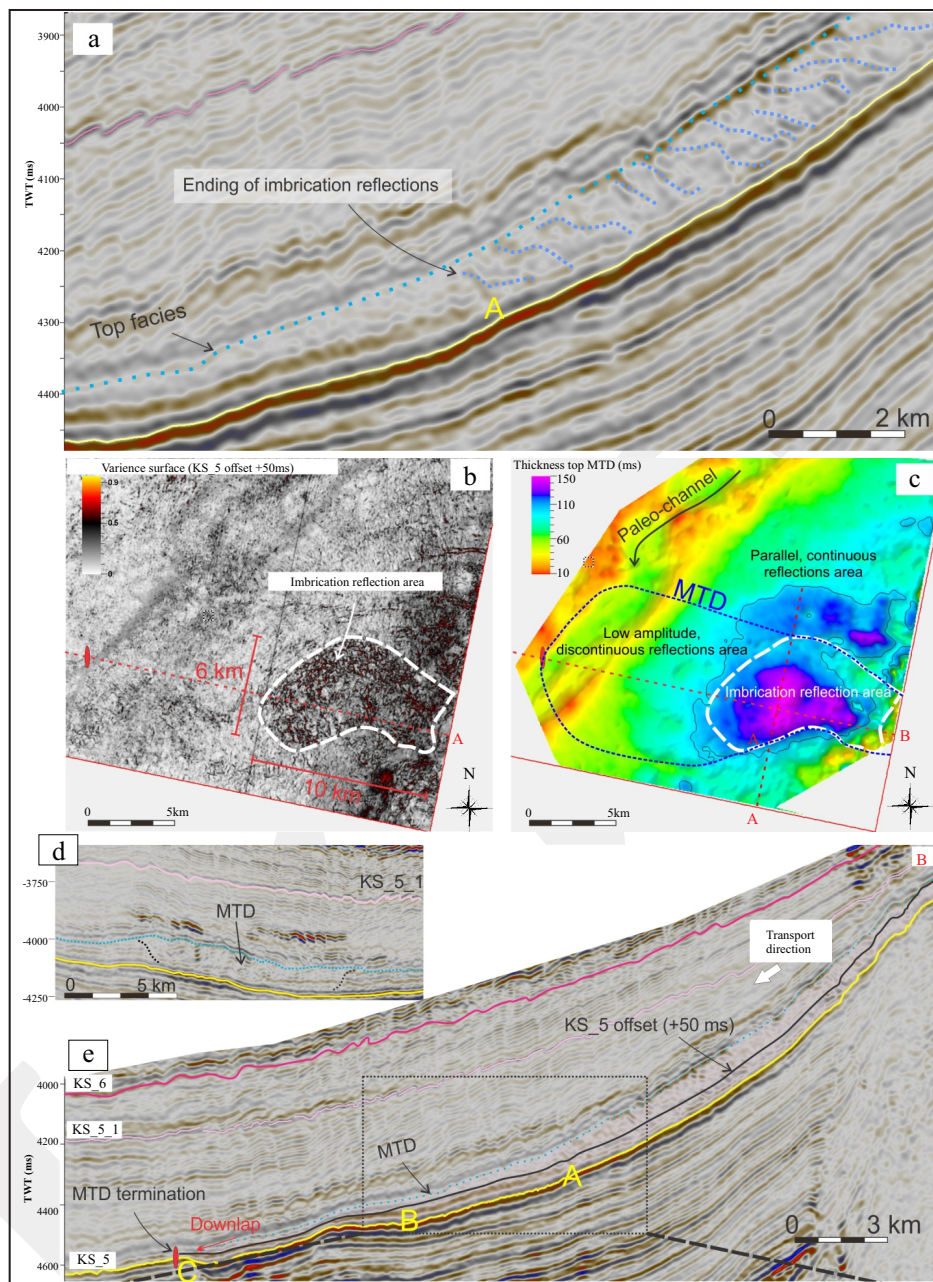 a
3900
4000
4100
4200
4300
4400
TWT (ms)
Ending of imbrication reflections
Top facies
A
0 2 km
Varience surface (KS_5 offset +50ms)
0.9
0.5
0
b
Imbrication reflection area
6 km
10 km
A
N
0 5km
Thickness top MTD (ms)
150
110
60
10
c
Paleo-channel
Parallel, continuous
reflections area
MTD
Low amplitude,
discontinuous reflections area
Imbrication reflection area
A
B
A
N
0 5km
d
-3750
-4000
-4250
KS_5_1
MTD
0 5 km
B
Transport
direction
KS_5 offset (+50 ms)
e
4000
4200
4400
4600
TWT (ms)
KS_6
KS_5_1
KS_5
MTD
MTD termination
Downlap
A
B
C
0 3 km